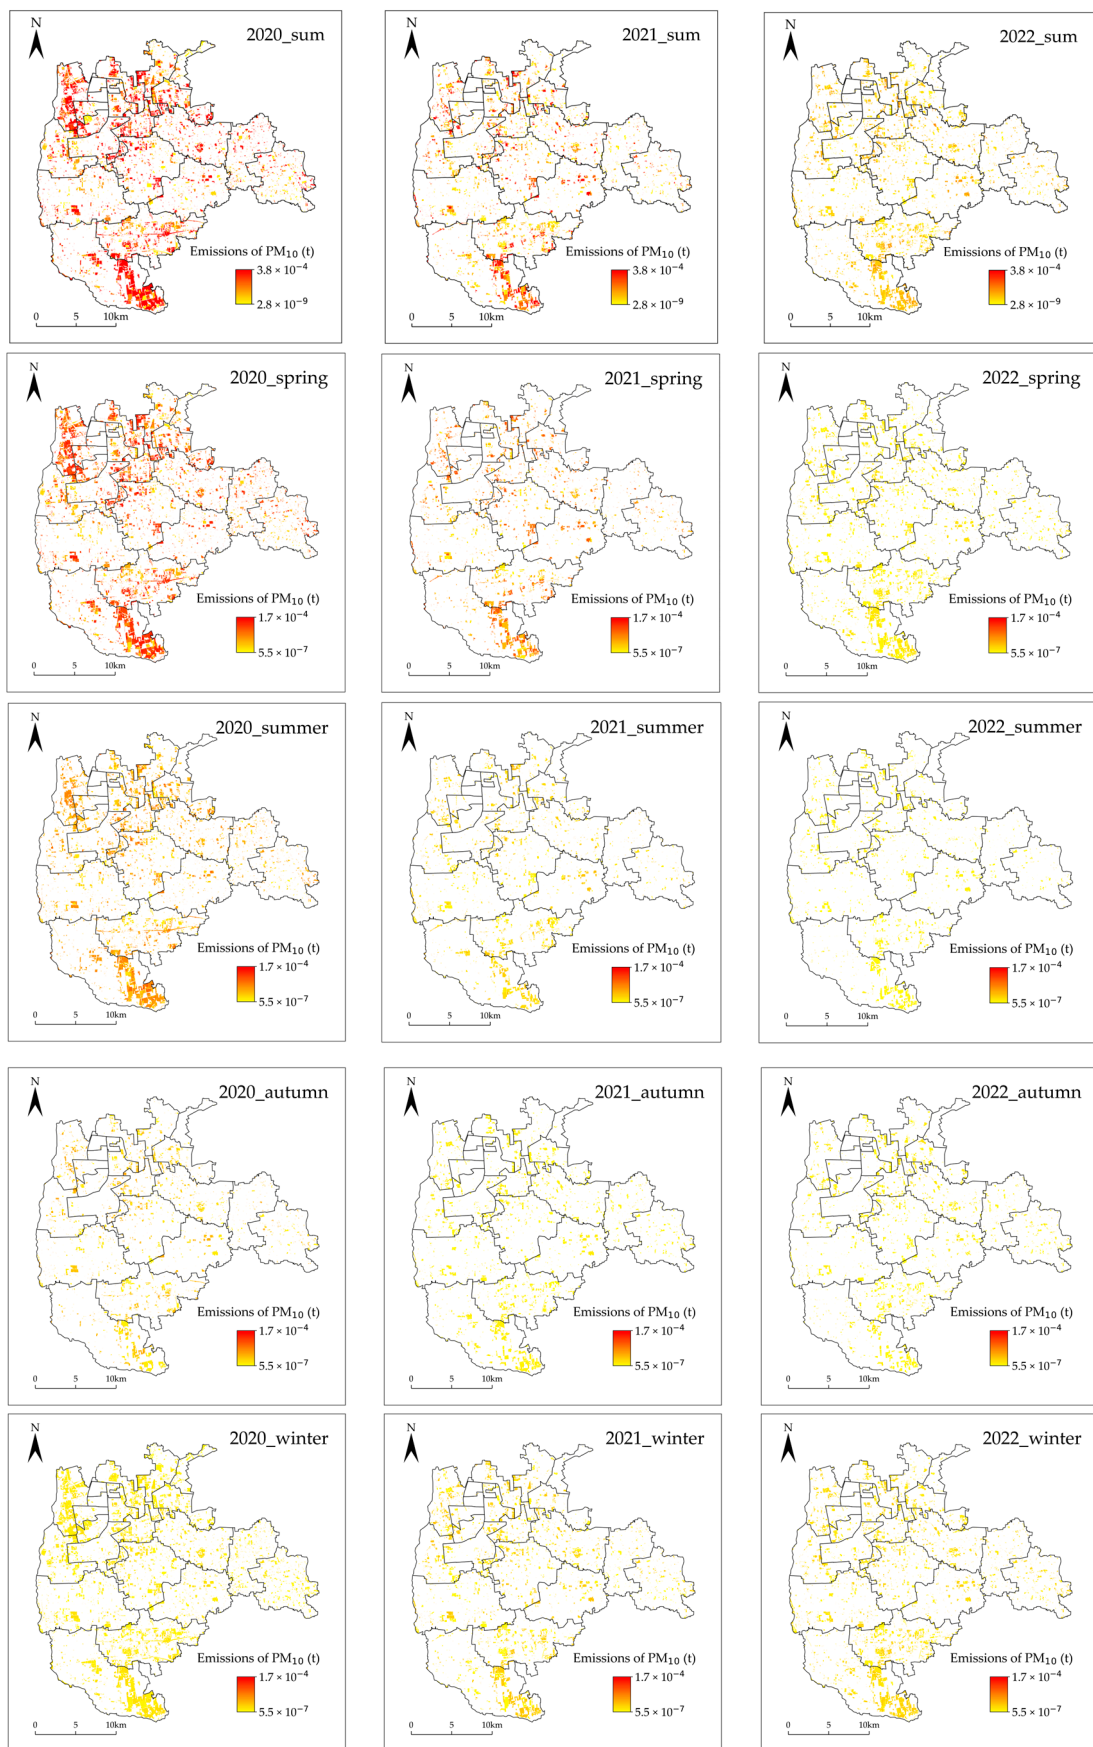 N
2020_sum
Emissions of PM₁₀ (t)
3.8 × 10⁻⁴
2.8 × 10⁻⁹
0 5 10km
N
2021_sum
Emissions of PM₁₀ (t)
3.8 × 10⁻⁴
2.8 × 10⁻⁹
0 5 10km
N
2022_sum
Emissions of PM₁₀ (t)
3.8 × 10⁻⁴
2.8 × 10⁻⁹
0 5 10km
N
2020_spring
Emissions of PM₁₀ (t)
1.7 × 10⁻⁴
5.5 × 10⁻⁷
0 5 10km
N
2021_spring
Emissions of PM₁₀ (t)
1.7 × 10⁻⁴
5.5 × 10⁻⁷
0 5 10km
N
2022_spring
Emissions of PM₁₀ (t)
1.7 × 10⁻⁴
5.5 × 10⁻⁷
0 5 10km
N
2020_summer
Emissions of PM₁₀ (t)
1.7 × 10⁻⁴
5.5 × 10⁻⁷
0 5 10km
N
2021_summer
Emissions of PM₁₀ (t)
1.7 × 10⁻⁴
5.5 × 10⁻⁷
0 5 10km
N
2022_summer
Emissions of PM₁₀ (t)
1.7 × 10⁻⁴
5.5 × 10⁻⁷
0 5 10km
N
2020_autumn
Emissions of PM₁₀ (t)
1.7 × 10⁻⁴
5.5 × 10⁻⁷
0 5 10km
N
2021_autumn
Emissions of PM₁₀ (t)
1.7 × 10⁻⁴
5.5 × 10⁻⁷
0 5 10km
N
2022_autumn
Emissions of PM₁₀ (t)
1.7 × 10⁻⁴
5.5 × 10⁻⁷
0 5 10km
N
2020_winter
Emissions of PM₁₀ (t)
1.7 × 10⁻⁴
5.5 × 10⁻⁷
0 5 10km
N
2021_winter
Emissions of PM₁₀ (t)
1.7 × 10⁻⁴
5.5 × 10⁻⁷
0 5 10km
N
2022_winter
Emissions of PM₁₀ (t)
1.7 × 10⁻⁴
5.5 × 10⁻⁷
0 5 10km